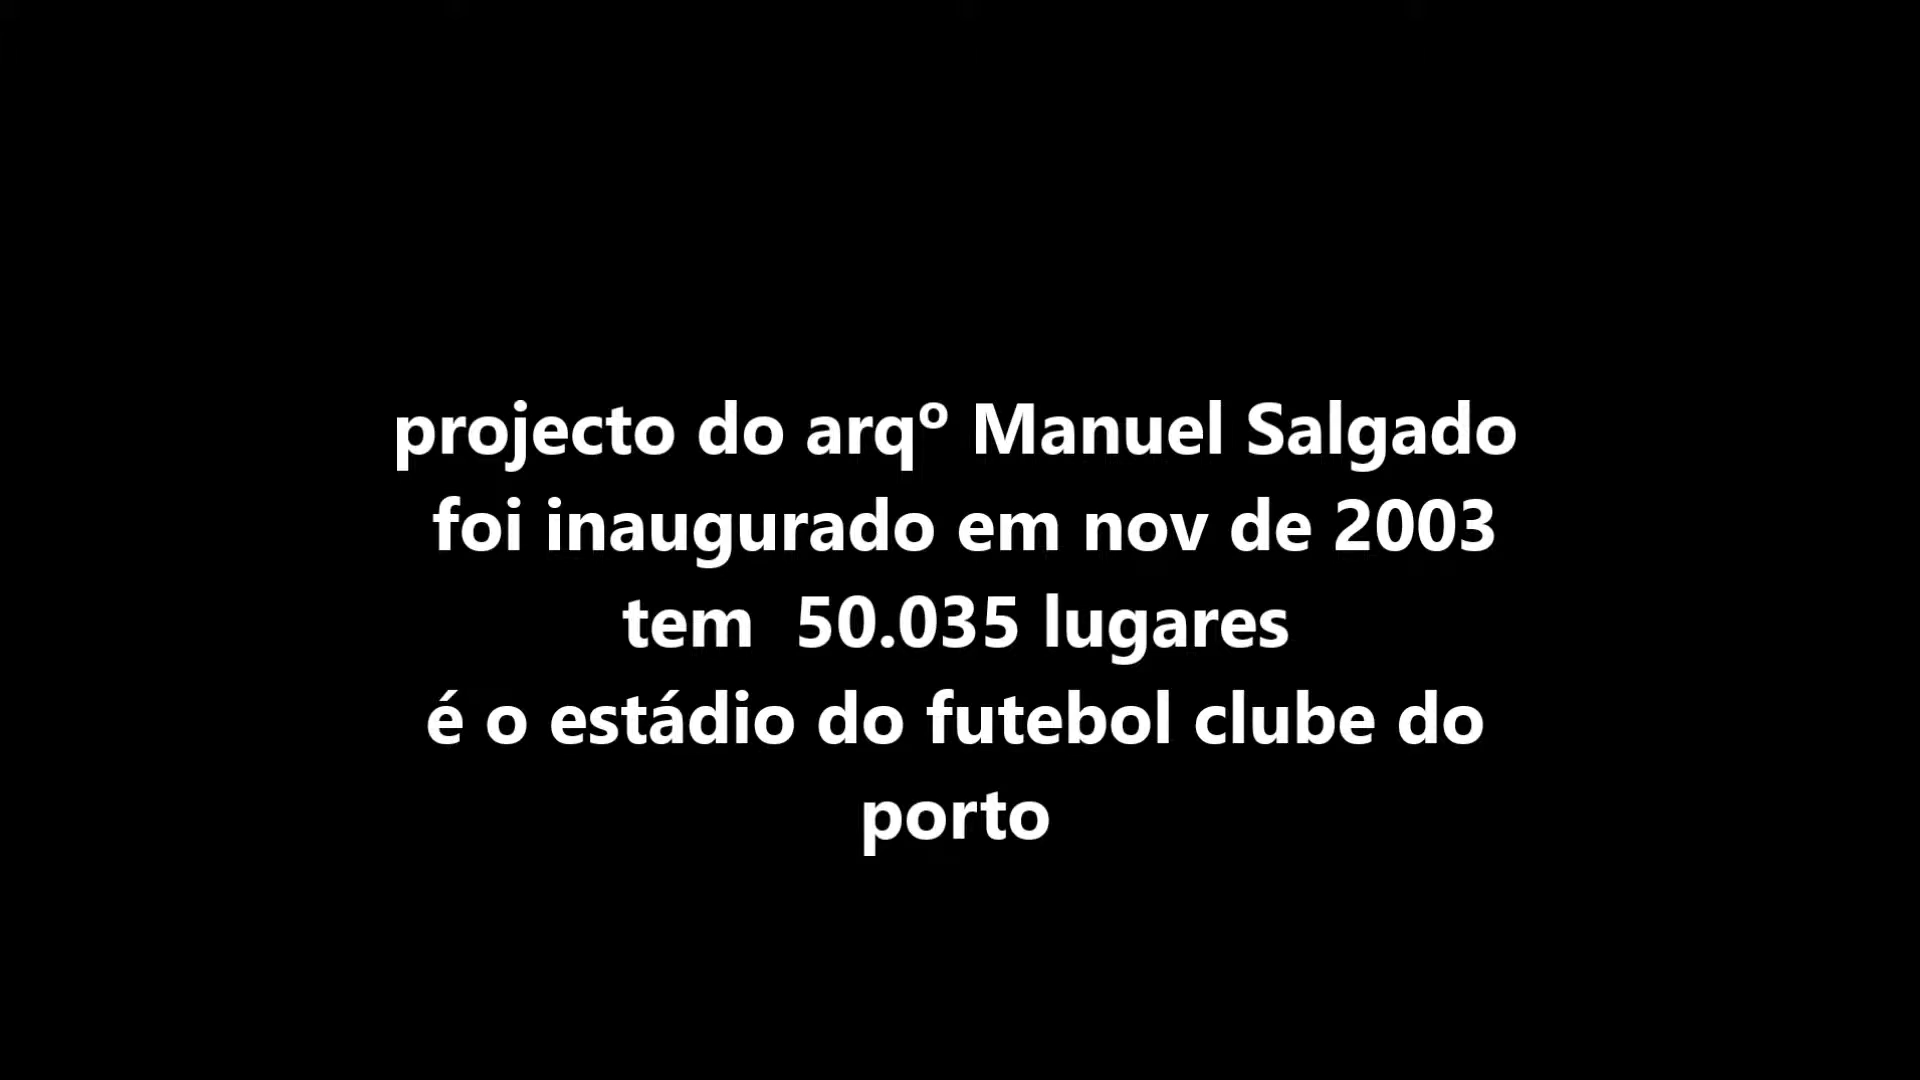 projecto do arqº Manuel Salgado
foi inaugurado em nov de 2003
tem  50.035 lugares
é o estádio do futebol clube do
porto